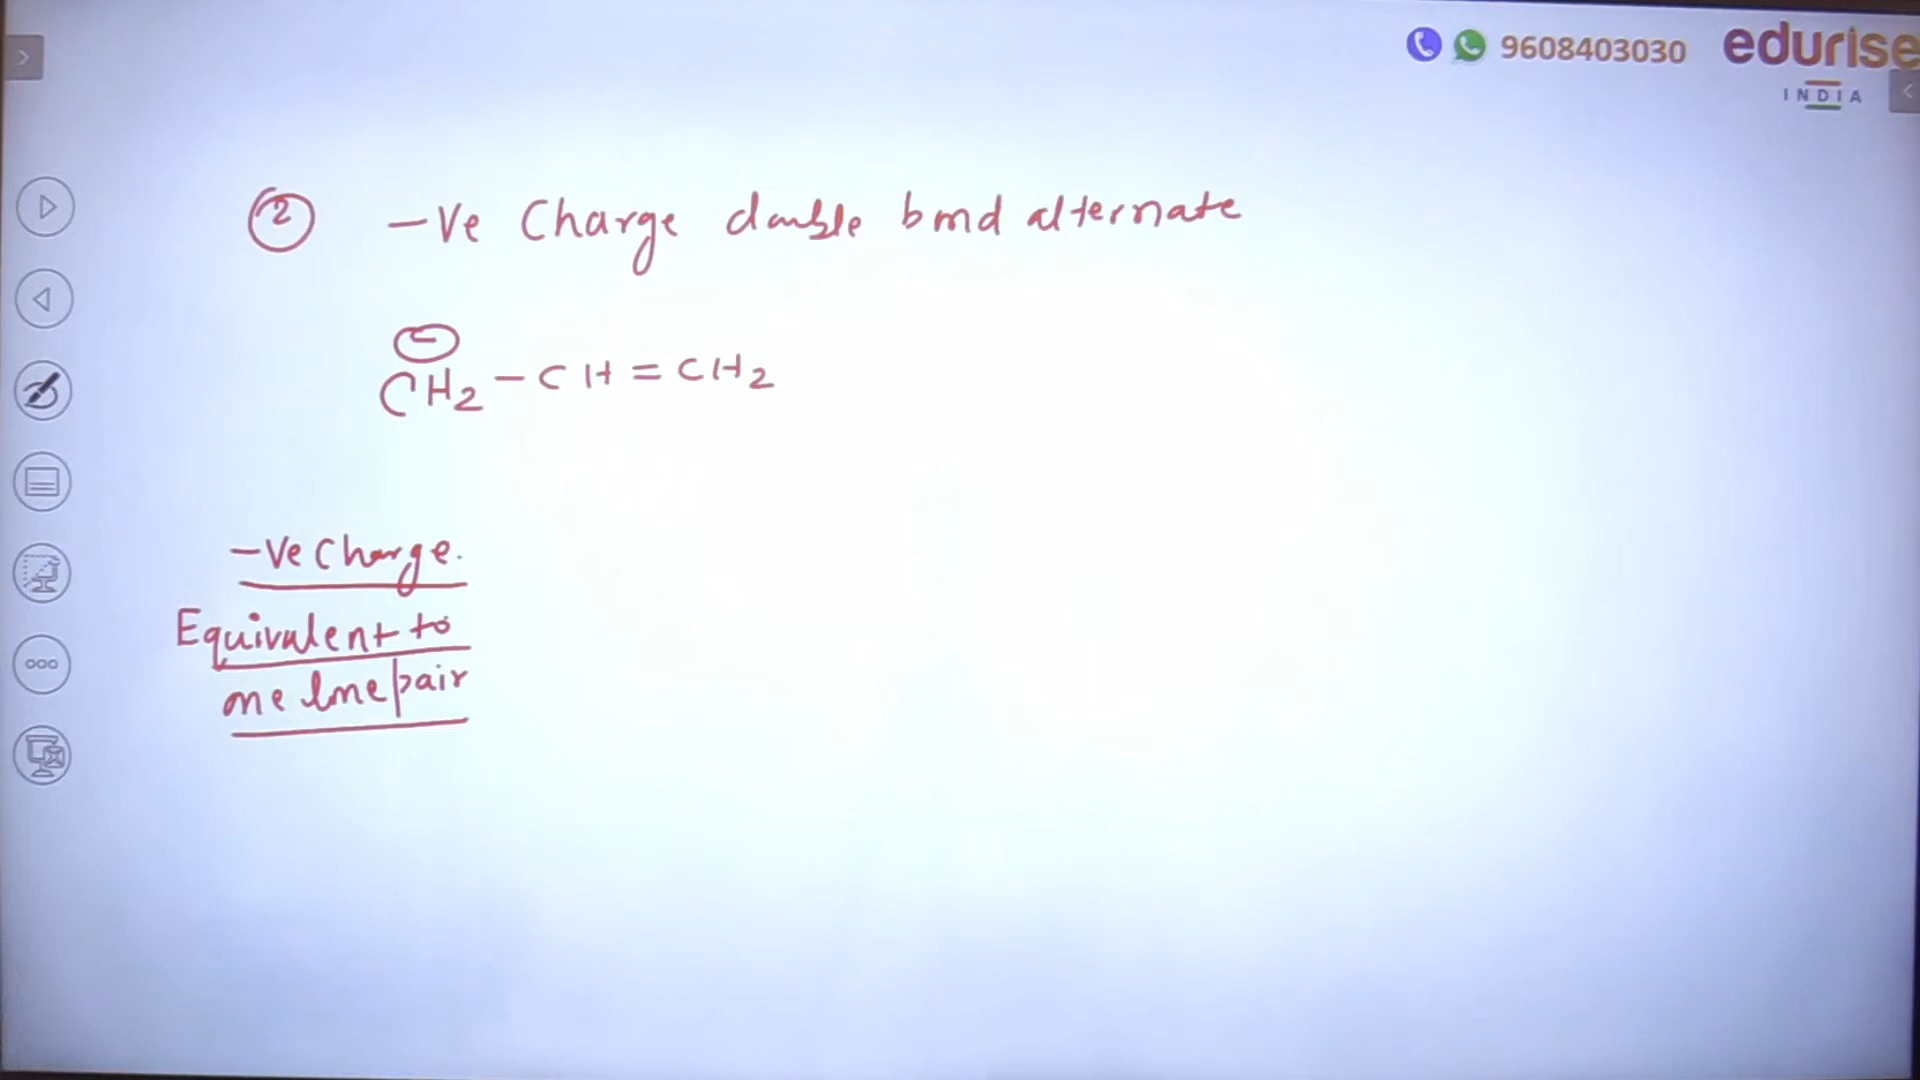 9608403030 edurise
INDIA
② -Ve Charge double bond alternate
⊖
CH2-CH=CH2
-Ve Charge.
Equivalent to
one lone pair